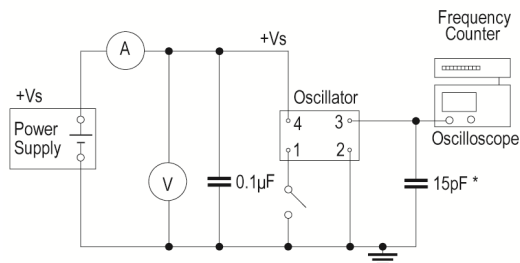 Frequency
Counter
A
+Vs
+Vs
Oscillator
Power
Supply
4 3
1 2
Oscilloscope
V
0.1µF
15pF *